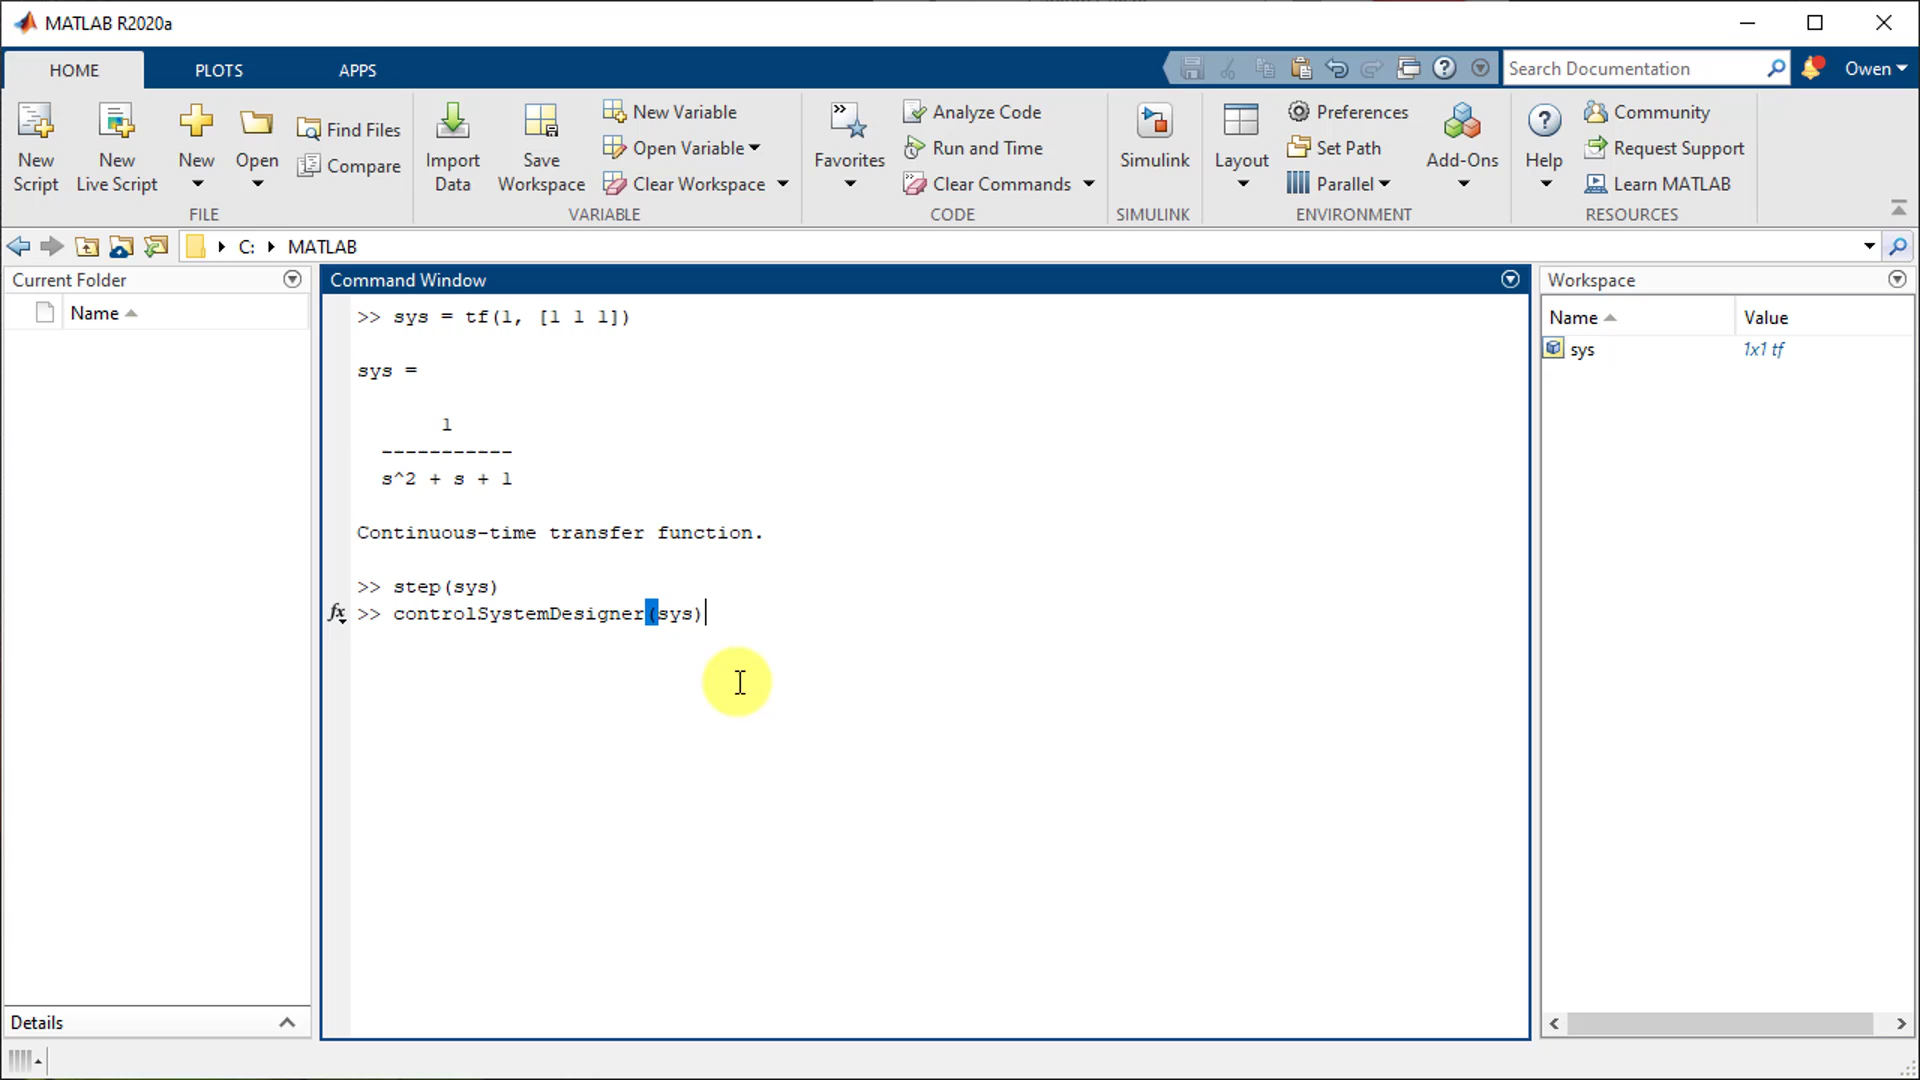 MATLAB R2020a
HOME PLOTS APPS Search Documentation Owen
New Script New Live Script New Open Find Files Compare
FILE
Import Data Save Workspace New Variable Open Variable Clear Workspace
VARIABLE
Favorites Analyze Code Run and Time Clear Commands
CODE
Simulink
SIMULINK
Layout Preferences Set Path Parallel Add-Ons
ENVIRONMENT
Help Community Request Support Learn MATLAB
RESOURCES
C: MATLAB
Current Folder
Name
Details
Command Window
>> sys = tf(1, [1 1 1])
sys =
1
-----------
s^2 + s + 1
Continuous-time transfer function.
>> step(sys)
fx >> controlSystemDesigner(sys)
Workspace
Name Value
sys 1x1 tf